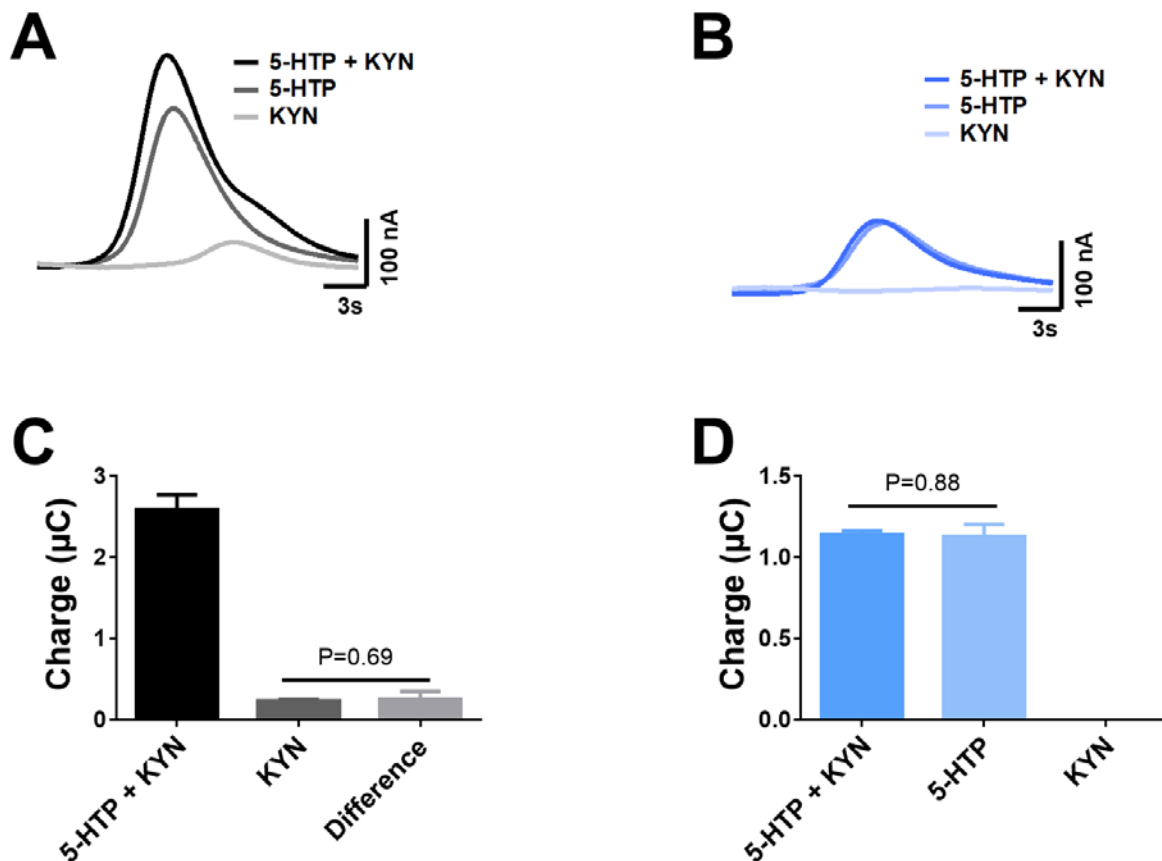 A
5-HTP + KYN
5-HTP
KYN
100 nA
3s
B
5-HTP + KYN
5-HTP
KYN
100 nA
3s
C
Charge (µC)
3
2
1
0
P=0.69
5-HTP + KYN
KYN
Difference
D
Charge (µC)
1.5
1.0
0.5
0.0
P=0.88
5-HTP + KYN
5-HTP
KYN